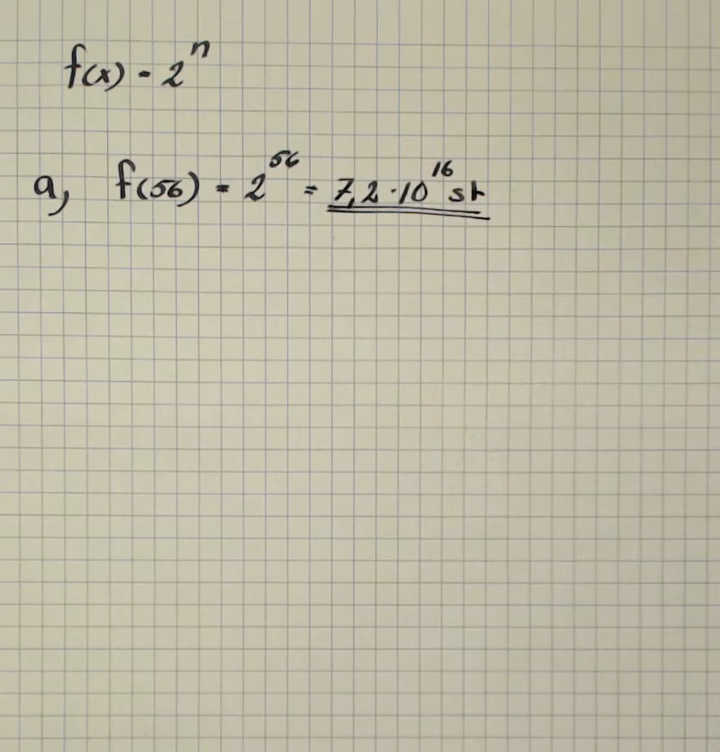 f(x) = 2^n
a, f(56) = 2^56 = 7,2 · 10^16 st